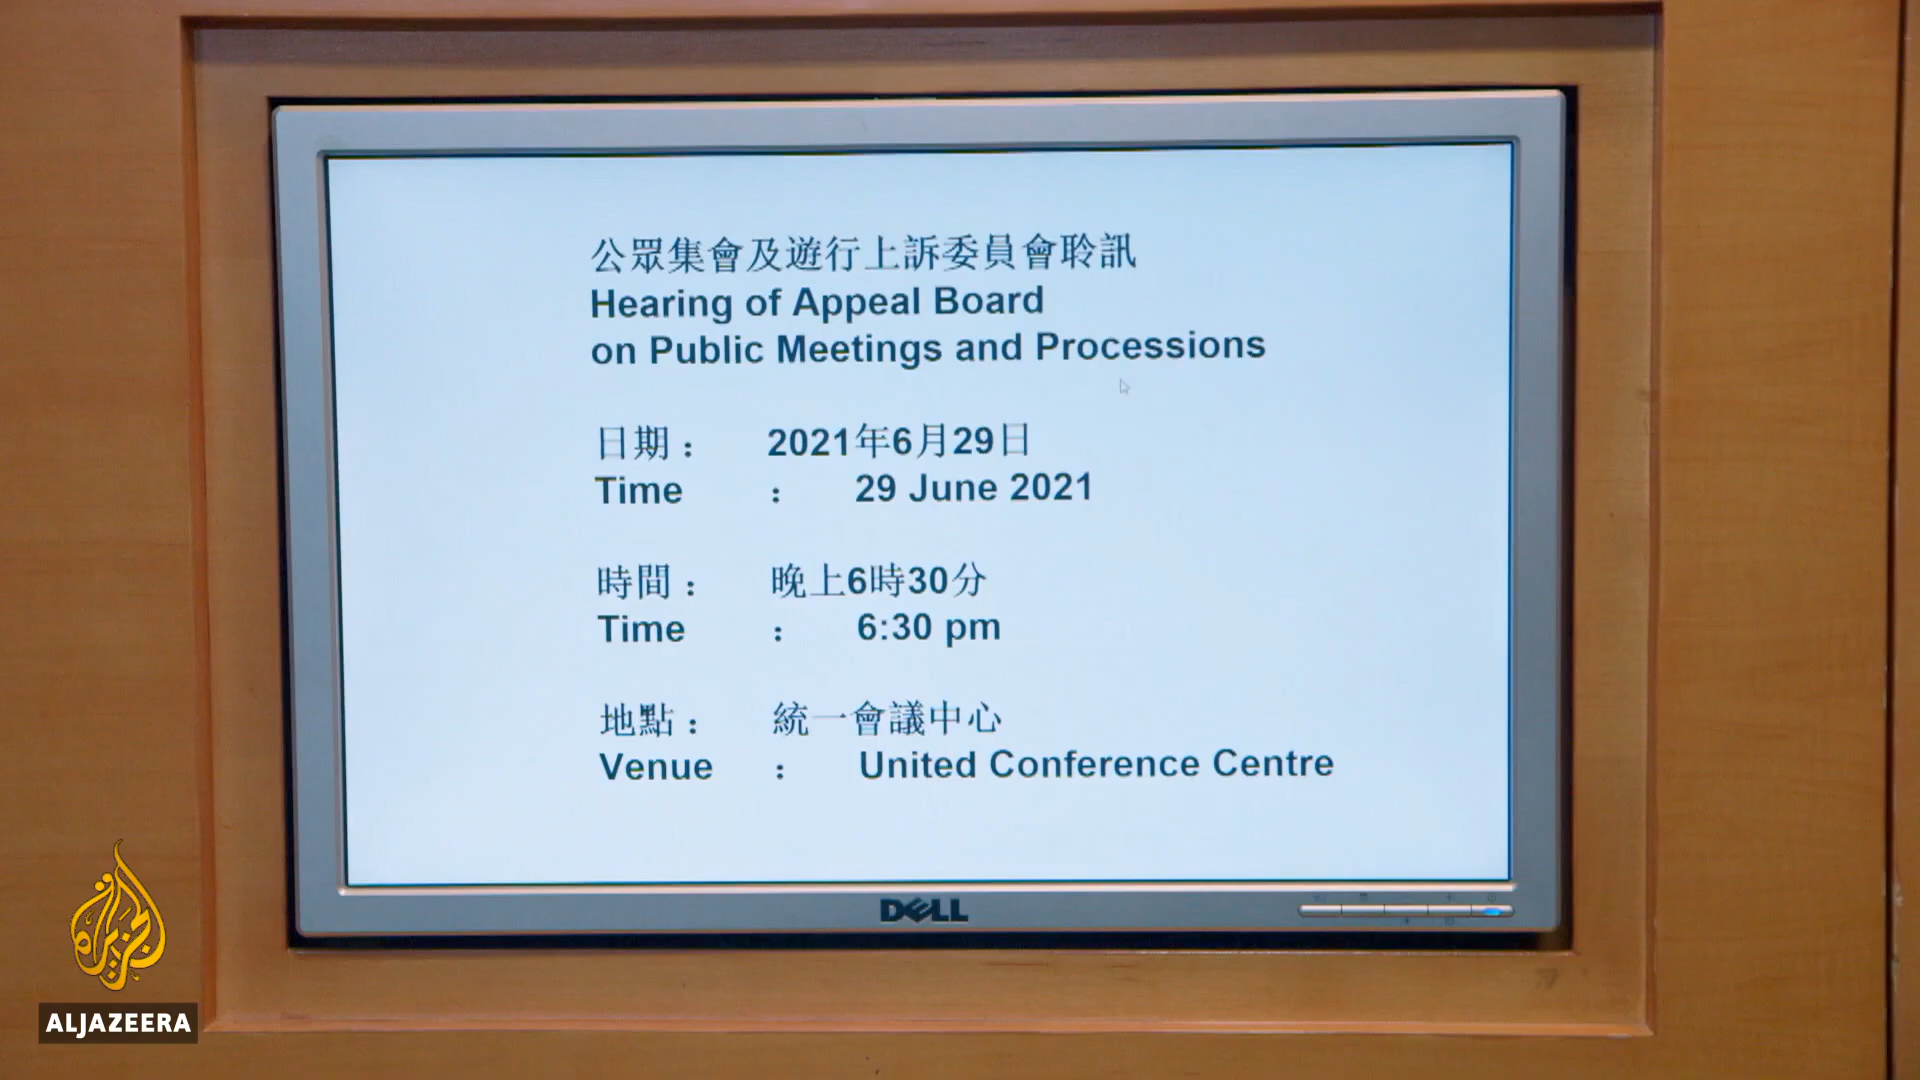 公眾集會及遊行上訴委員會聆訊
Hearing of Appeal Board
on Public Meetings and Processions
日期： 2021年6月29日
Time : 29 June 2021
時間： 晚上6時30分
Time : 6:30 pm
地點： 統一會議中心
Venue : United Conference Centre
DELL
الجزيرة
ALJAZEERA